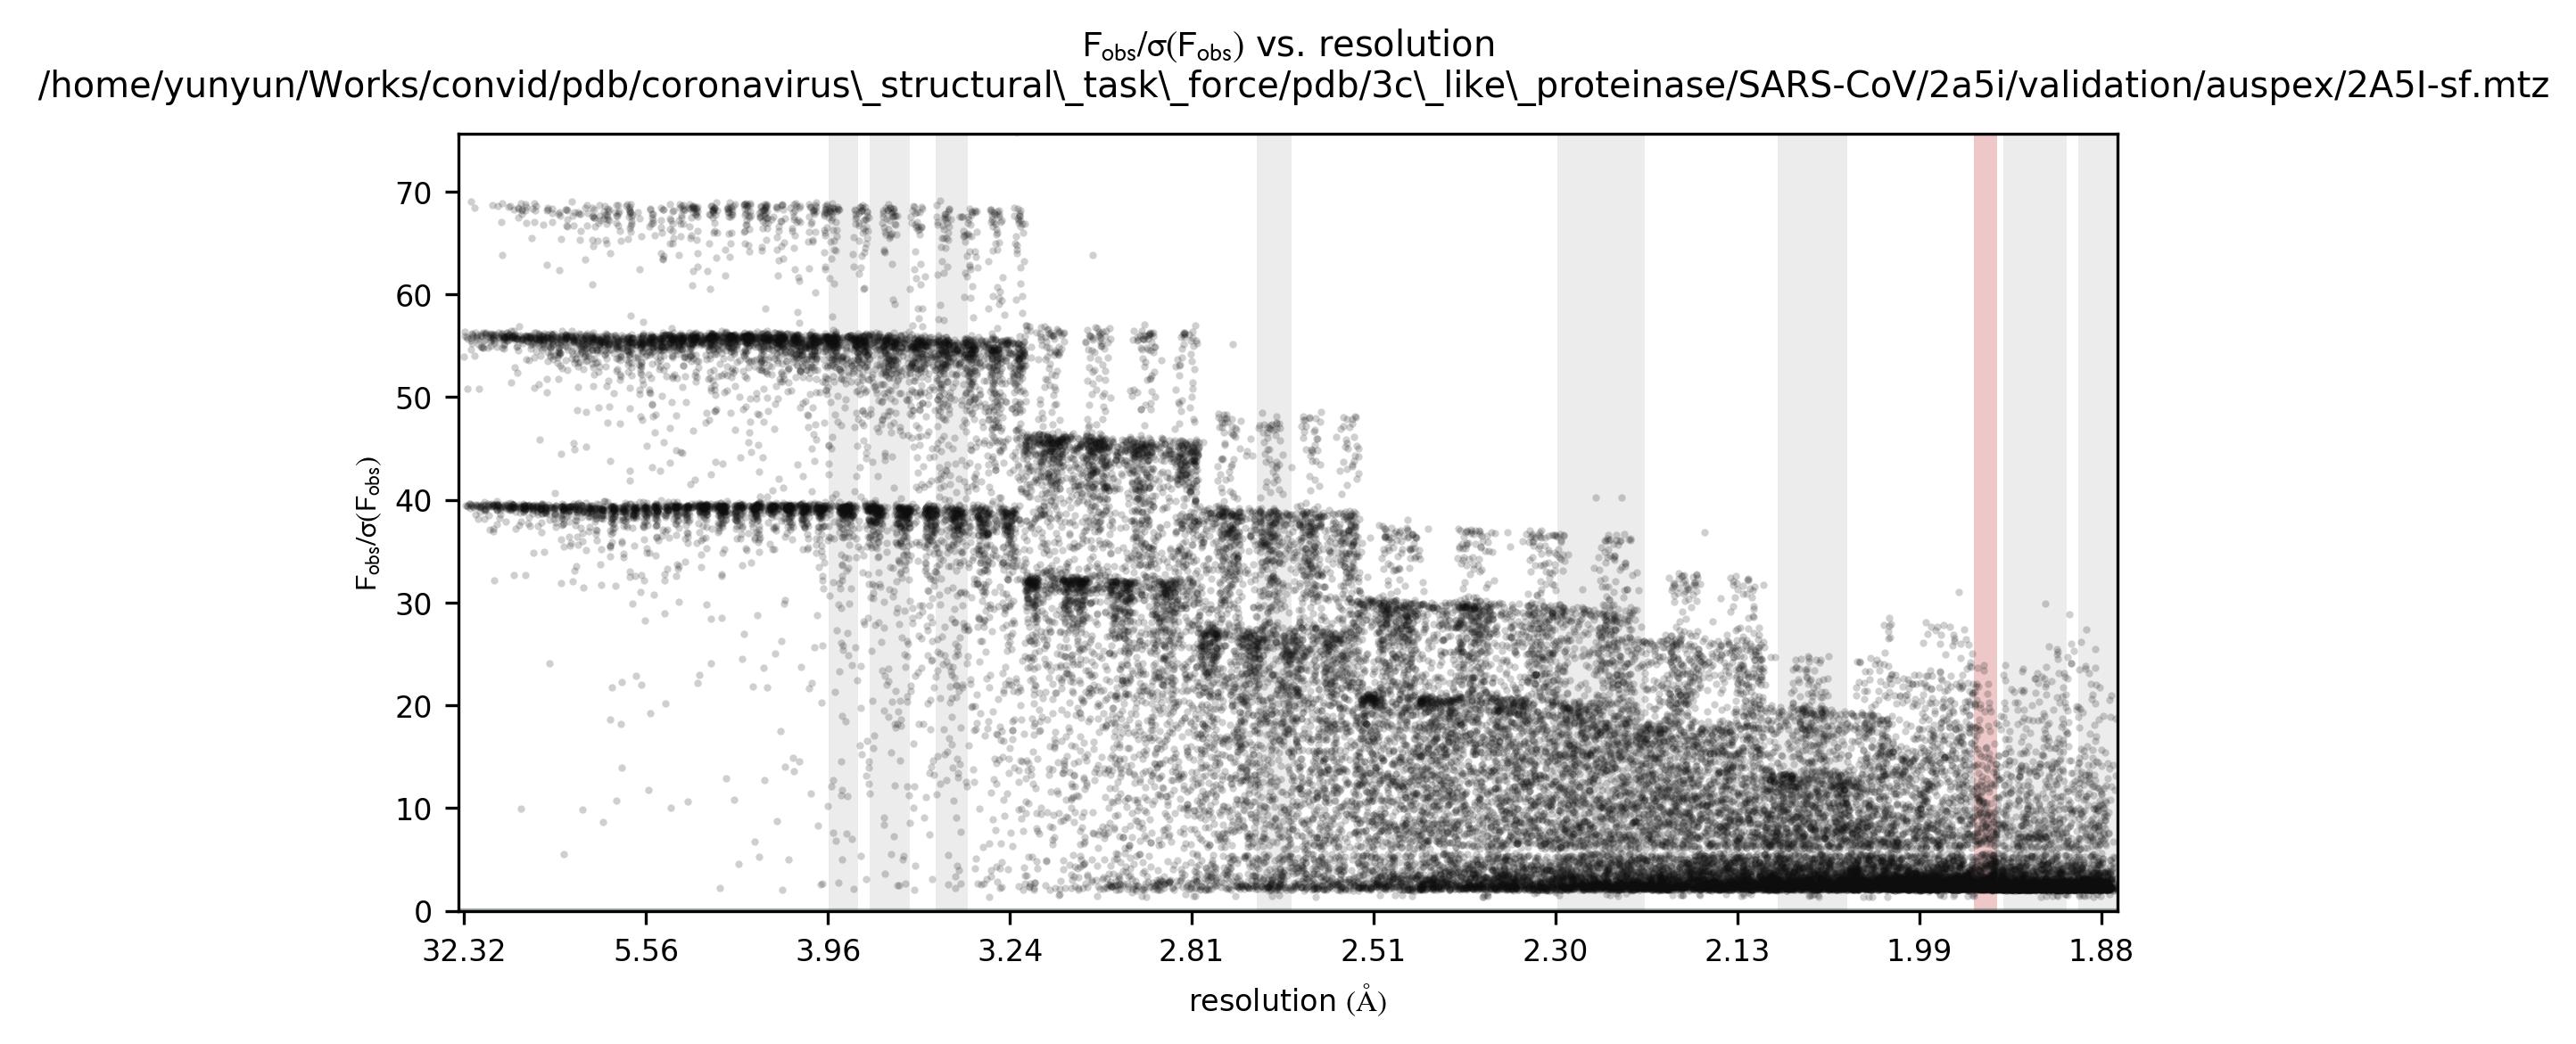 Fobs/σ(Fobs) vs. resolution
/home/yunyun/Works/convid/pdb/coronavirus\_structural\_task\_force/pdb/3c\_like\_proteinase/SARS-CoV/2a5i/validation/auspex/2A5I-sf.mtz
70
60
50
40
30
20
10
0
Fobs/σ(Fobs)
32.32 5.56 3.96 3.24 2.81 2.51 2.30 2.13 1.99 1.88
resolution (Å)